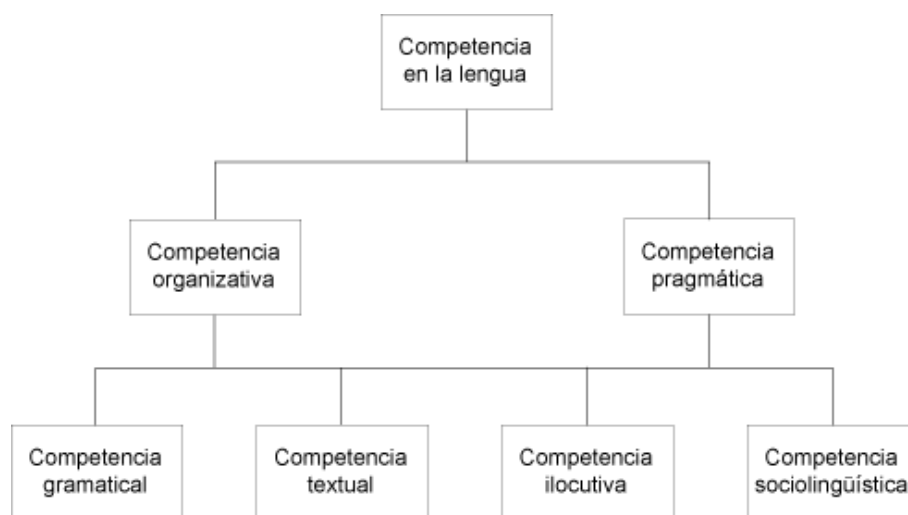 Competencia
en la lengua
Competencia
organizativa
Competencia
pragmática
Competencia
gramatical
Competencia
textual
Competencia
ilocutiva
Competencia
sociolingüística